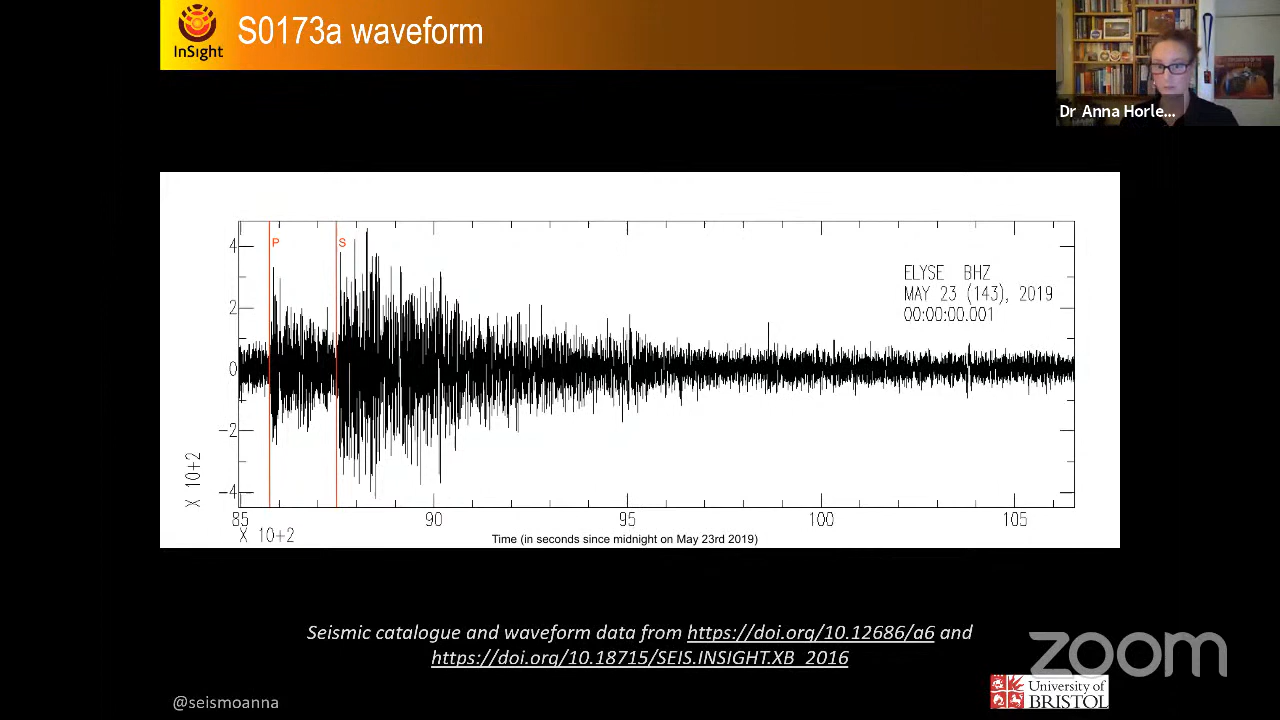 InSight
S0173a waveform
Dr Anna Horle...
P
S
ELYSE BHZ
MAY 23 (143), 2019
00:00:00.001
4
2
0
-2
-4
X 10+2
85
90
95
100
105
X 10+2
Time (in seconds since midnight on May 23rd 2019)
Seismic catalogue and waveform data from https://doi.org/10.12686/a6 and
https://doi.org/10.18715/SEIS.INSIGHT.XB_2016
zoom
@seismoanna
University of
BRISTOL